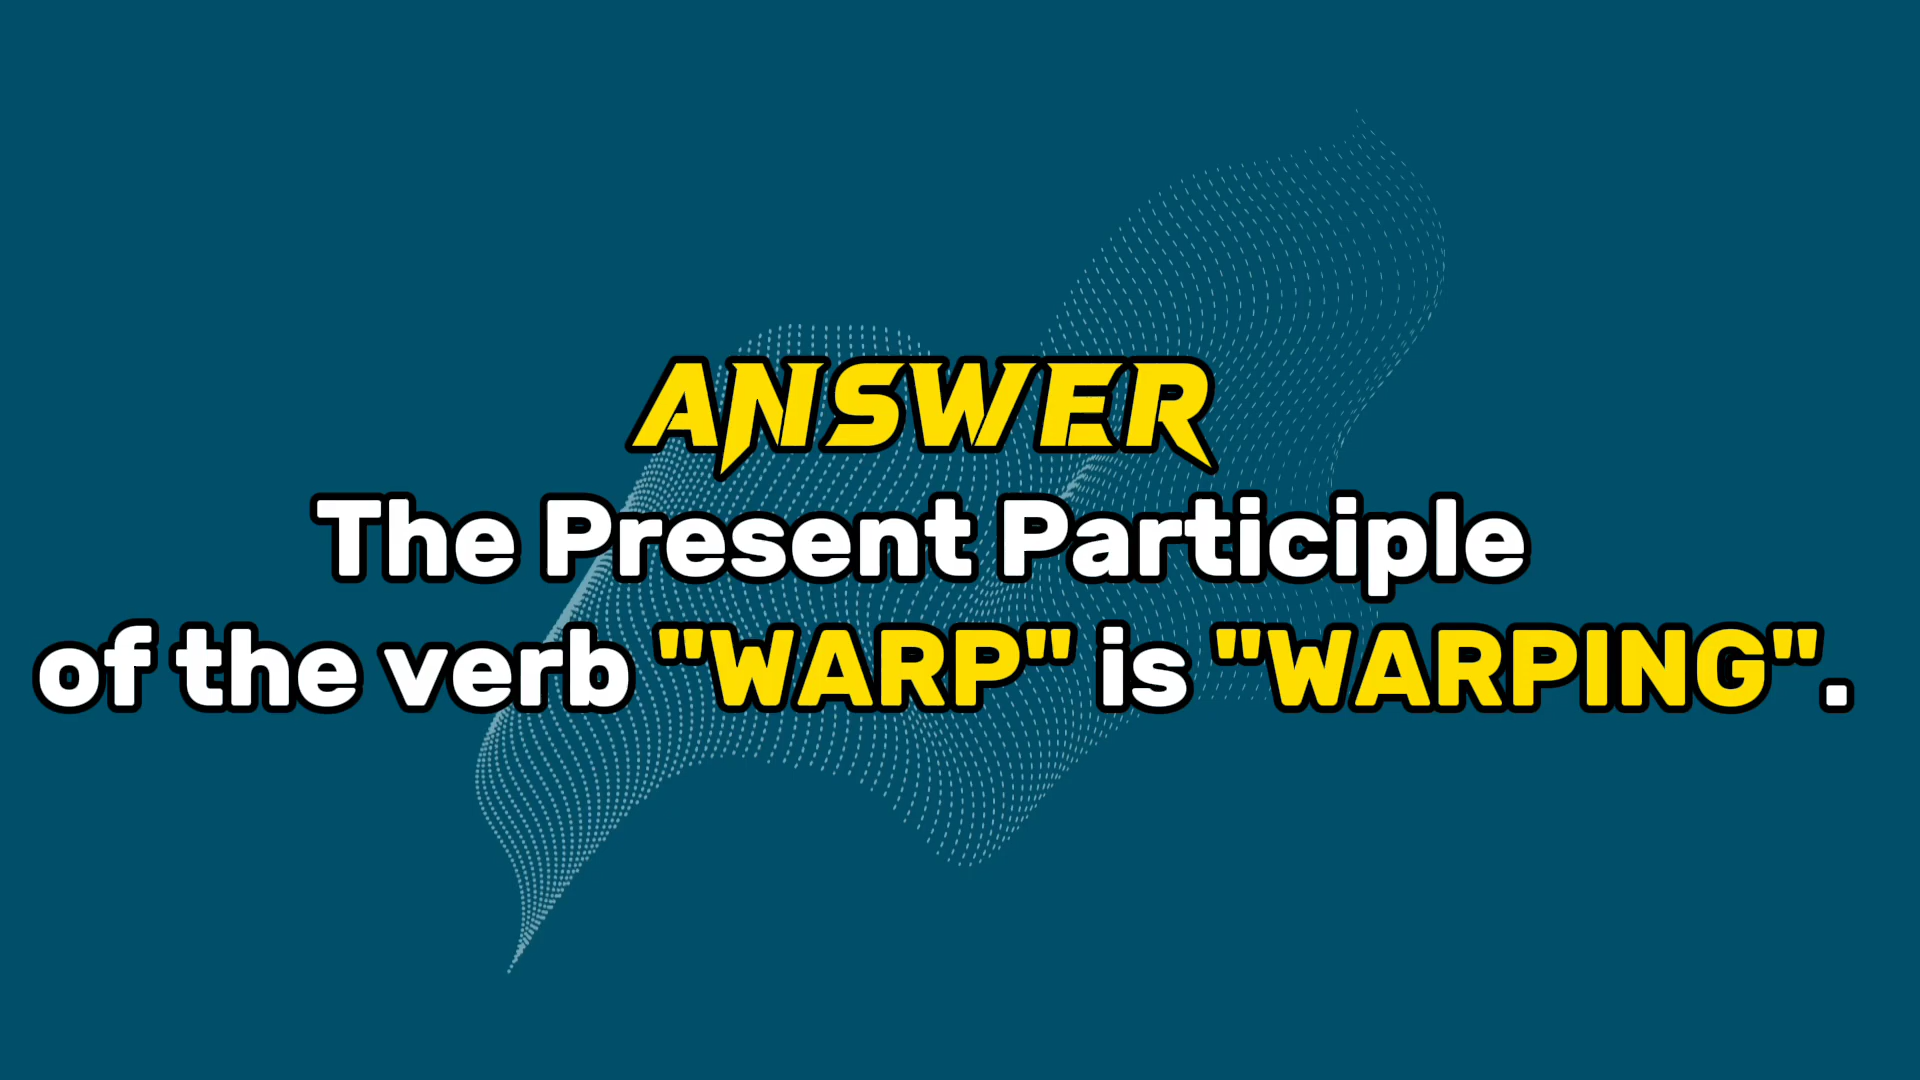 ANSWER
The Present Participle
of the verb "WARP" is "WARPING".